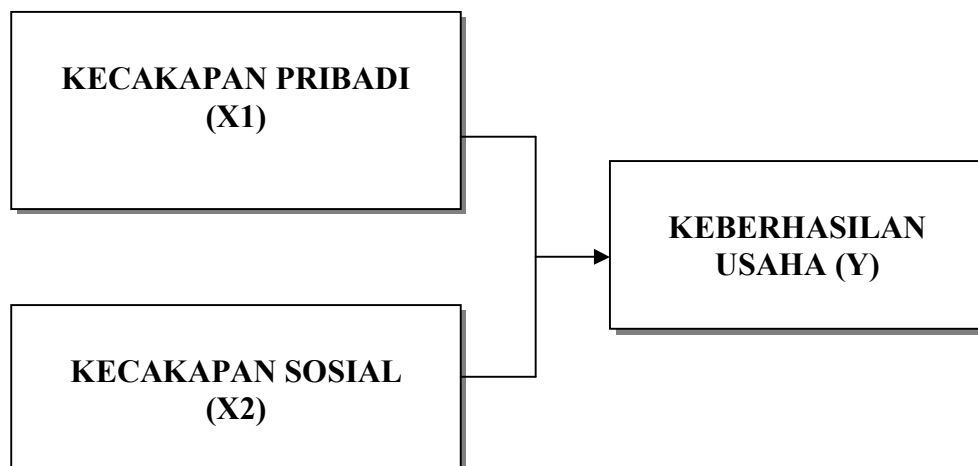 KECAKAPAN PRIBADI
(X1)
KEBERHASILAN
USAHA (Y)
KECAKAPAN SOSIAL
(X2)